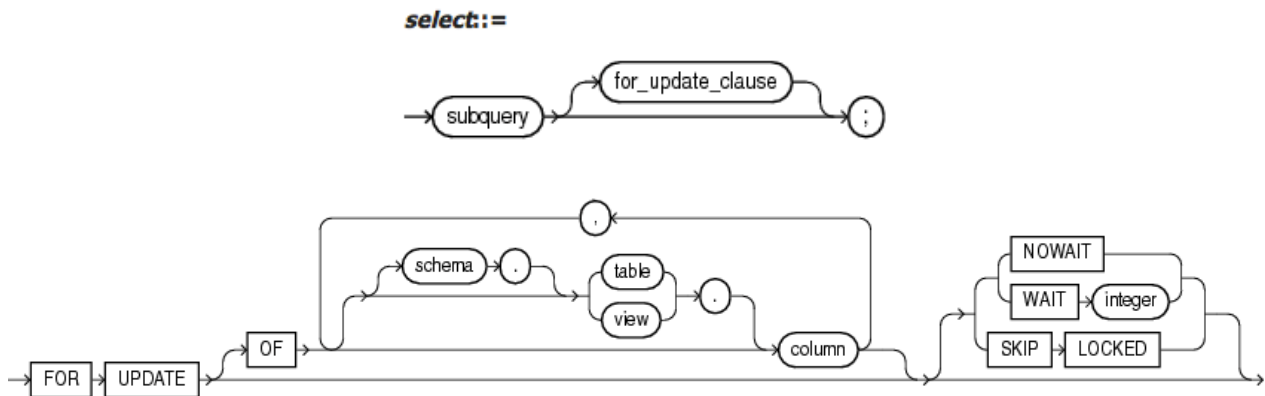 select::=
for_update_clause
subquery ;
,
schema . table NOWAIT
view . WAIT integer
OF column SKIP LOCKED
FOR UPDATE